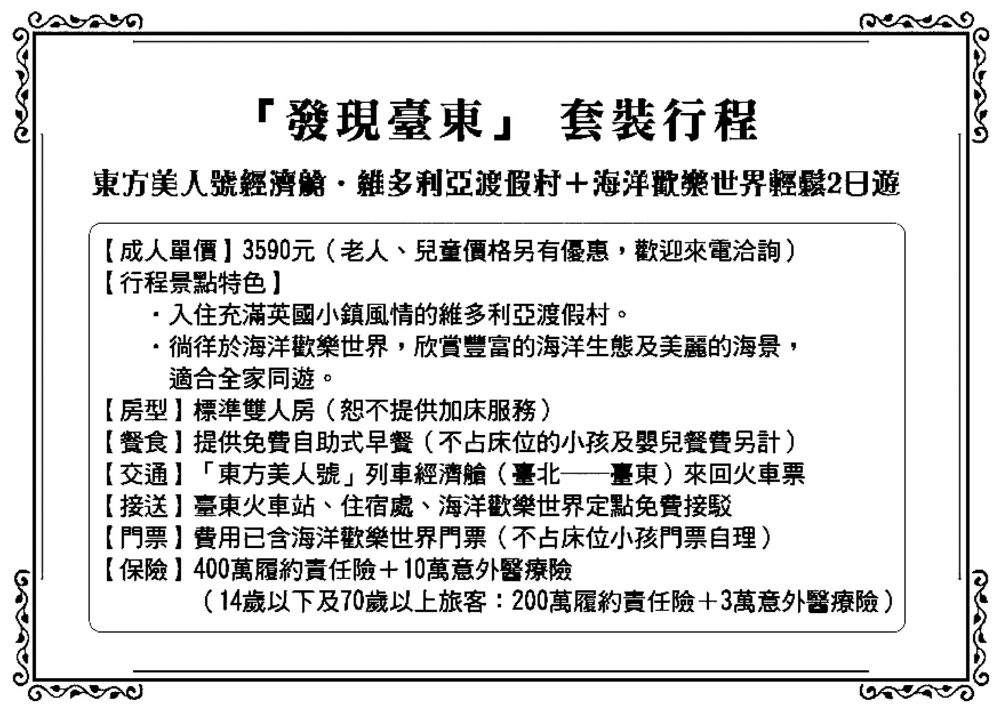 「發現臺東」 套裝行程
東方美人號經濟艙．維多利亞渡假村＋海洋歡樂世界輕鬆2日遊
【成人單價】3590元（老人、兒童價格另有優惠，歡迎來電洽詢）
【行程景點特色】
．入住充滿英國小鎮風情的維多利亞渡假村。
．徜徉於海洋歡樂世界，欣賞豐富的海洋生態及美麗的海景，
適合全家同遊。
【房型】標準雙人房（恕不提供加床服務）
【餐食】提供免費自助式早餐（不占床位的小孩及嬰兒餐費另計）
【交通】「東方美人號」列車經濟艙（臺北——臺東）來回火車票
【接送】臺東火車站、住宿處、海洋歡樂世界定點免費接駁
【門票】費用已含海洋歡樂世界門票（不占床位小孩門票自理）
【保險】400萬履約責任險＋10萬意外醫療險
（14歲以下及70歲以上旅客：200萬履約責任險＋3萬意外醫療險）